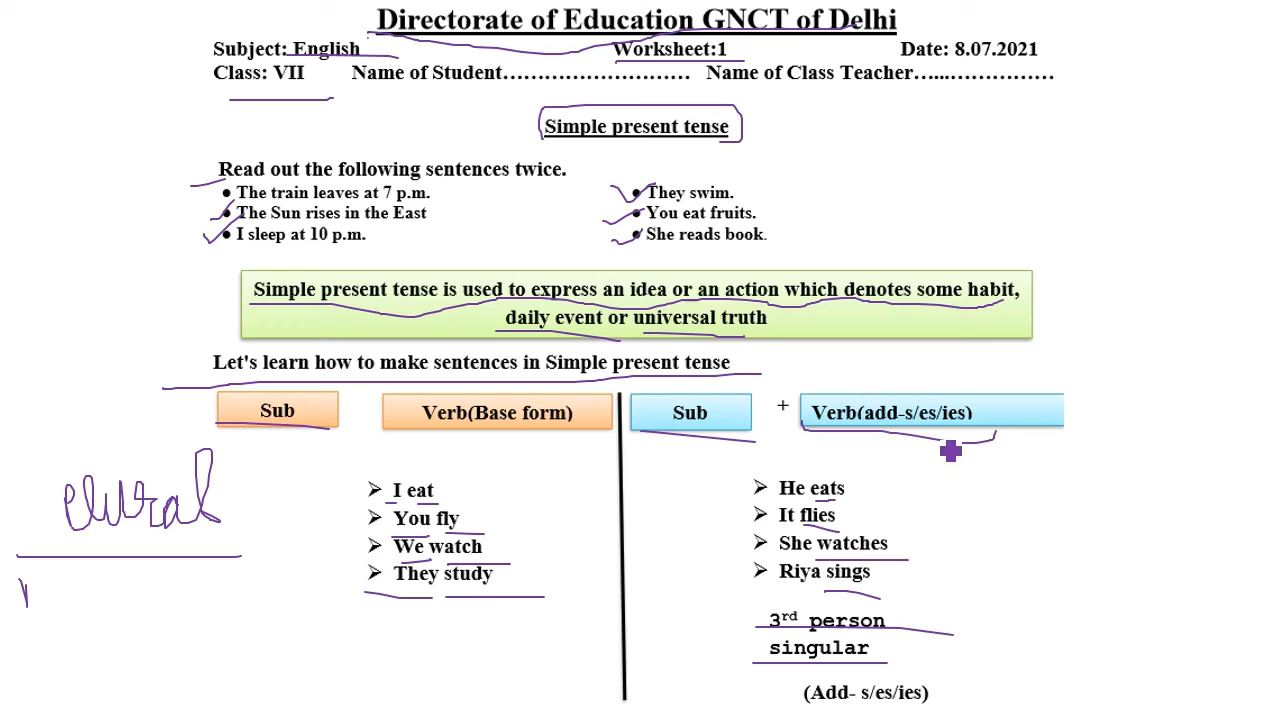 Directorate of Education GNCT of Delhi
Subject: English Worksheet:1 Date: 8.07.2021
Class: VII Name of Student……………………… Name of Class Teacher…...……………
Simple present tense
Read out the following sentences twice.
• The train leaves at 7 p.m.
• The Sun rises in the East
• I sleep at 10 p.m.
• They swim.
• You eat fruits.
• She reads book.
Simple present tense is used to express an idea or an action which denotes some habit,
daily event or universal truth
Let's learn how to make sentences in Simple present tense
Sub Verb(Base form) Sub + Verb(add-s/es/ies)
➢ I eat
➢ You fly
➢ We watch
➢ They study
➢ He eats
➢ It flies
➢ She watches
➢ Riya sings
3rd person
singular
(Add- s/es/ies)